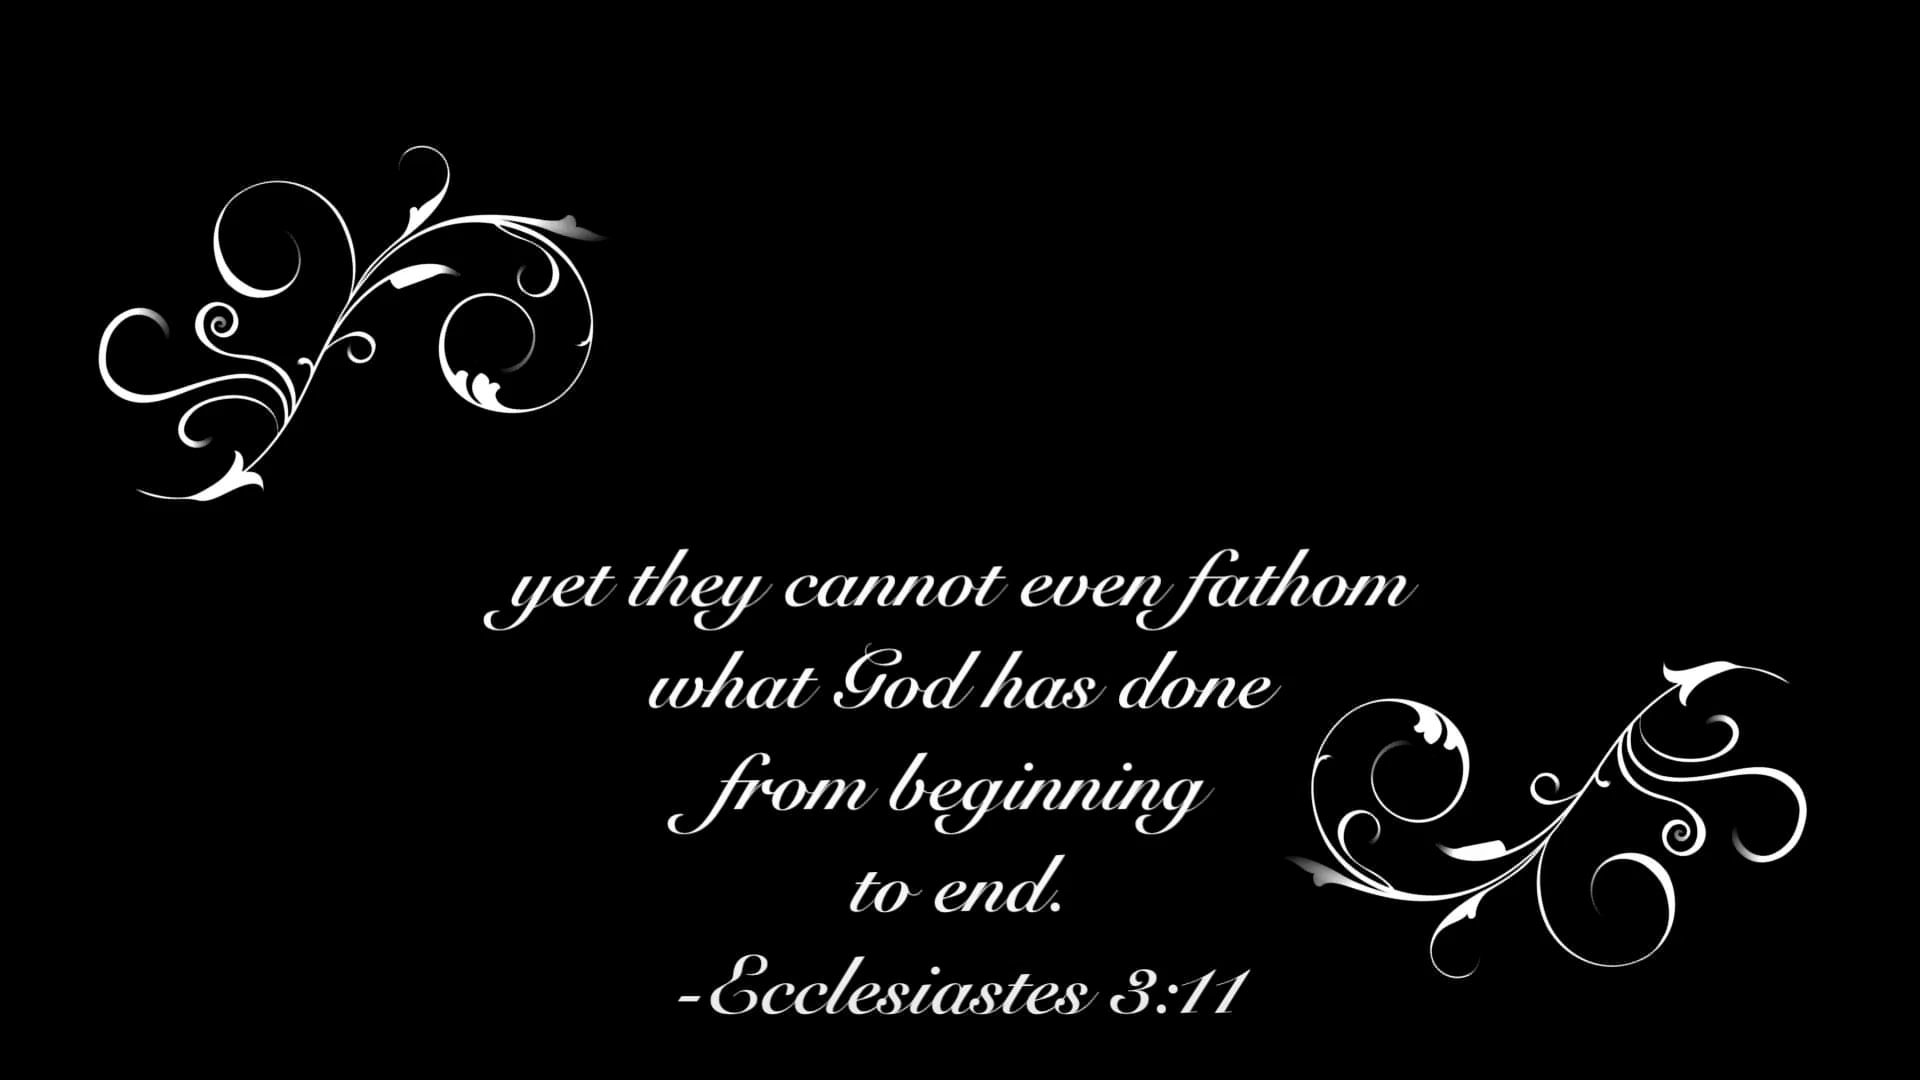 yet they cannot even fathom
what God has done
from beginning
to end.
-Ecclesiastes 3:11